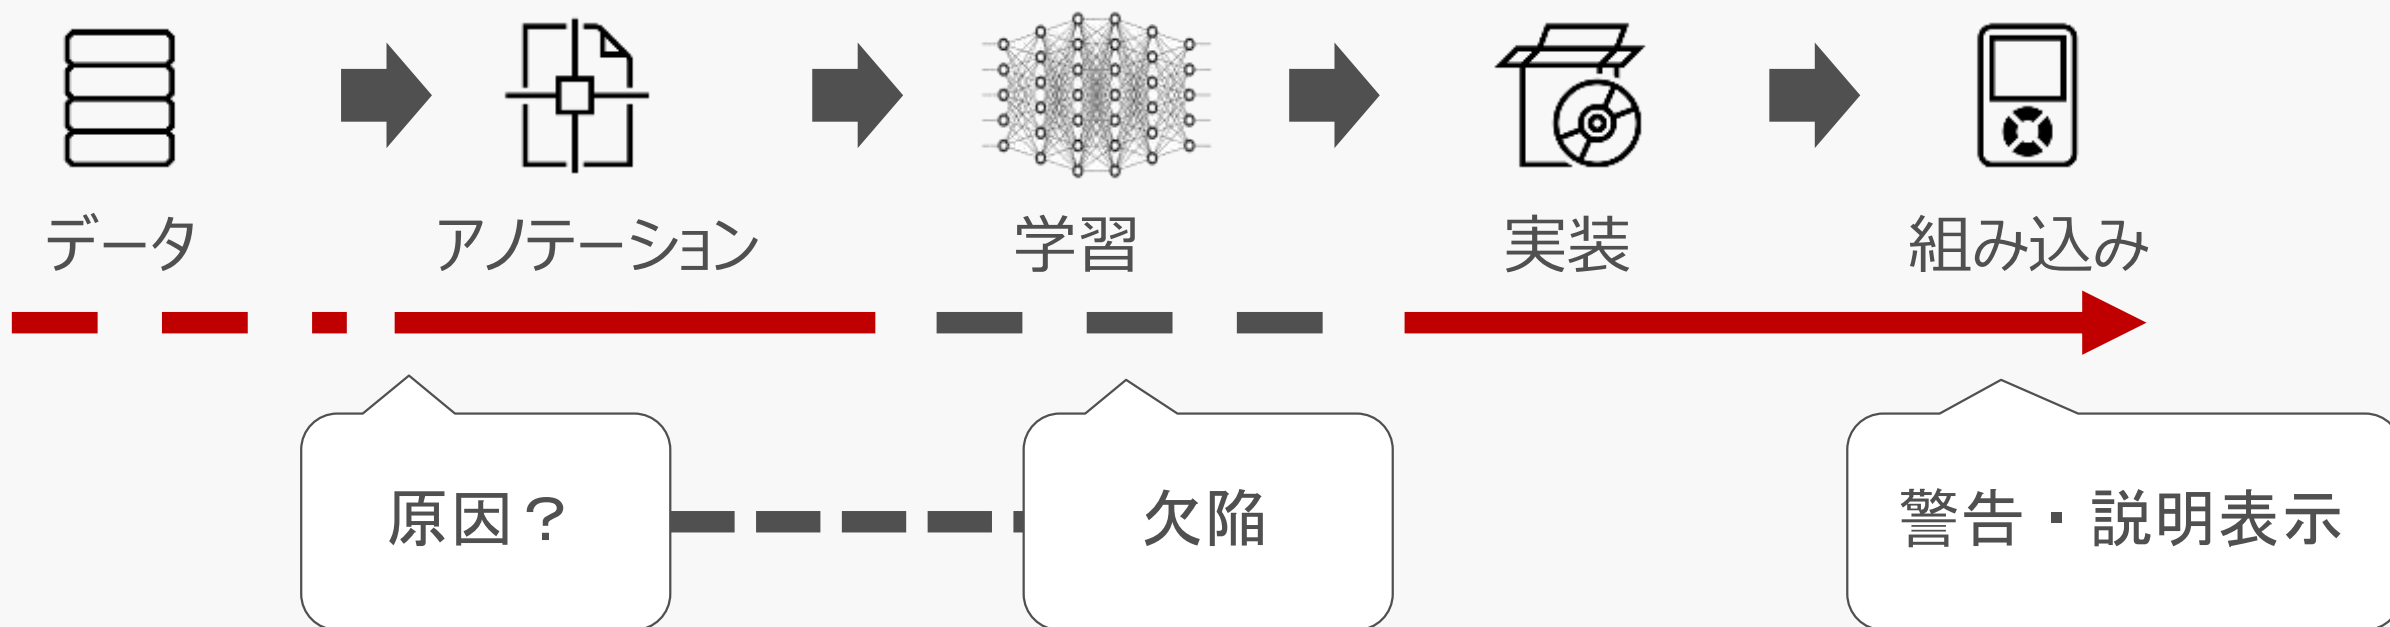 データ
アノテーション
学習
実装
組み込み
原因？
欠陥
警告・説明表示